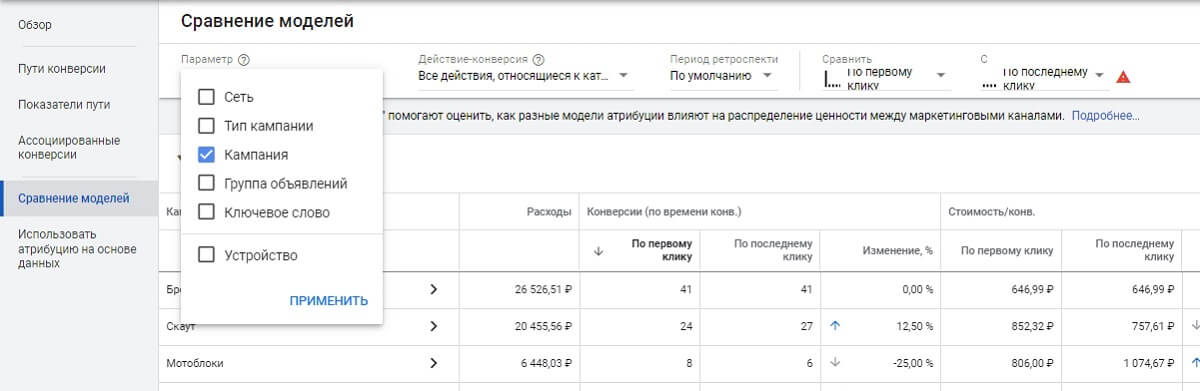 Обзор
Пути конверсии
Показатели пути
Ассоциированные
конверсии
Сравнение моделей
Использовать
атрибуцию на основе
данных
Сравнение моделей
Параметр
Сеть
Тип кампании
Кампания
Группа объявлений
Ключевое слово
Устройство
ПРИМЕНИТЬ
Действие-конверсия
Все действия, относящиеся к кат...
Период ретроспекти
По умолчанию
Сравнить
По первому
клику
С
По последнему
клику
" помогают оценить, как разные модели атрибуции влияют на распределение ценности между маркетинговыми каналами. Подробнее...
Расходы Конверсии (по времени конв.) Стоимость/конв.
По первому
клику
По последнему
клику
Изменение, %
По первому клику
По последнему
клику
26 526,51 ₽ 41 41 0,00 % 646,99 ₽ 646,99 ₽
Скаут 20 455,56 ₽ 24 27 12,50 % 852,32 ₽ 757,61 ₽
Мотоблоки 6 448,03 ₽ 8 6 -25,00 % 806,00 ₽ 1 074,67 ₽